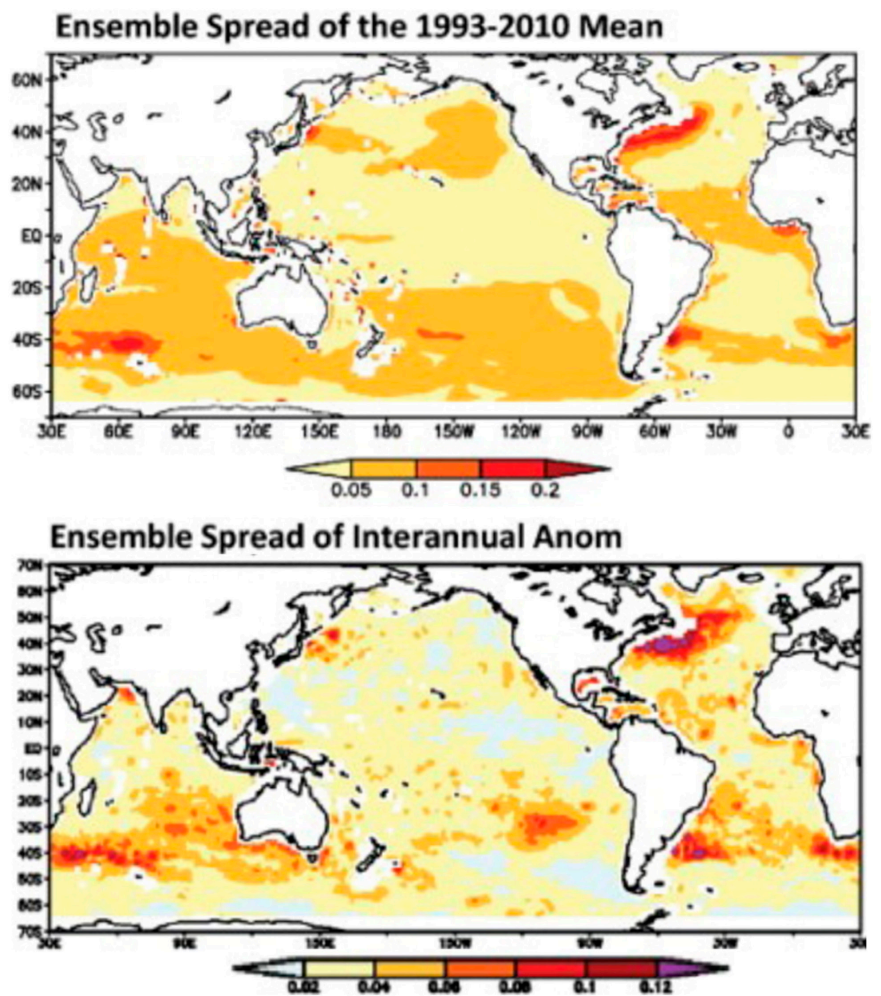 Ensemble Spread of the 1993-2010 Mean
60N
40N
20N
EQ
20S
40S
60S
30E 60E 90E 120E 150E 180 150W 120W 90W 60W 30W 0 30E
0.05 0.1 0.15 0.2
Ensemble Spread of Interannual Anom
70N
60N
50N
40N
30N
20N
10N
EQ
10S
20S
30S
40S
50S
60S
70S
30E 90E 150E 150W 90W 30W
0.02 0.04 0.06 0.08 0.1 0.12